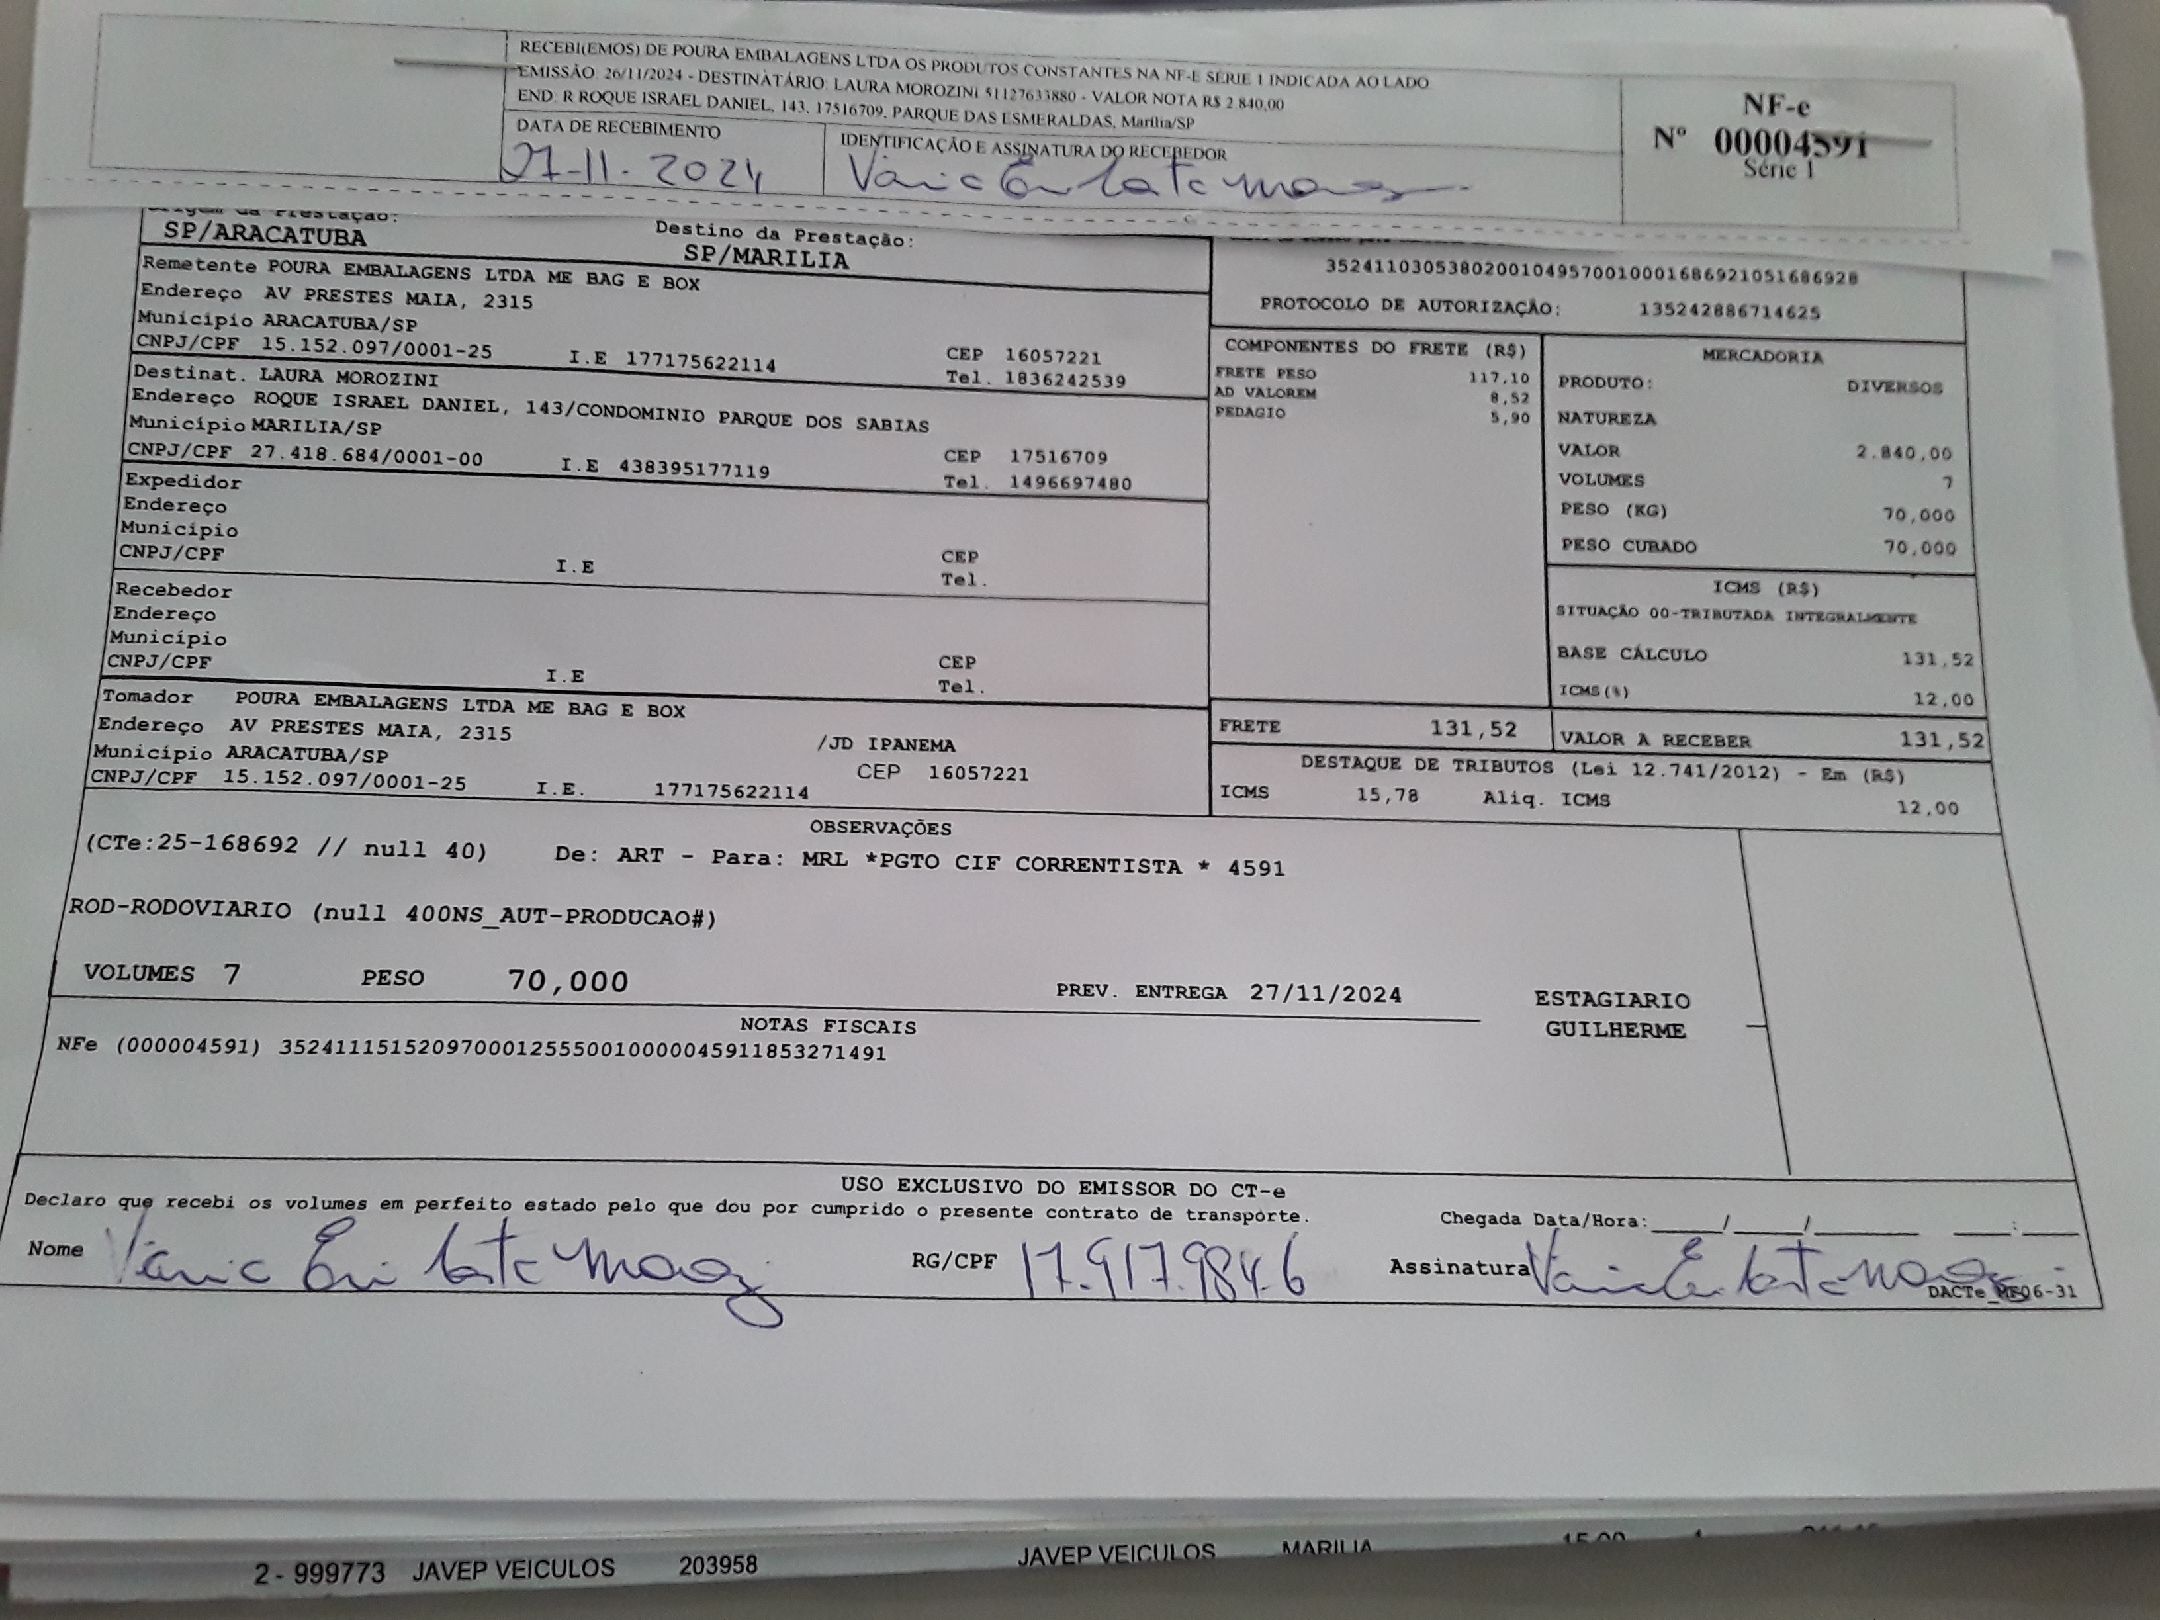 RECEBI(EMOS) DE POURA EMBALAGENS LTDA OS PRODUTOS CONSTANTES NA NF-E SÉRIE 1 INDICADA AO LADO
EMISSÃO: 26/11/2024 - DESTINATÁRIO: LAURA MOROZINI 51127633880 - VALOR NOTA R$ 2.840,00
END: R ROQUE ISRAEL DANIEL, 143, 17516709, PARQUE DAS ESMERALDAS, Marília/SP
DATA DE RECEBIMENTO
27-11-2024
IDENTIFICAÇÃO E ASSINATURA DO RECEBEDOR
NF-e
Nº 00004591
Série 1
Origem da Prestação:
SP/ARACATUBA
Destino da Prestação:
SP/MARILIA
Remetente POURA EMBALAGENS LTDA ME BAG E BOX
Endereço AV PRESTES MAIA, 2315
Município ARACATUBA/SP
CNPJ/CPF 15.152.097/0001-25 I.E 177175622114
CEP 16057221
Tel. 1836242539
Destinat. LAURA MOROZINI
Endereço ROQUE ISRAEL DANIEL, 143/CONDOMINIO PARQUE DOS SABIAS
Município MARILIA/SP
CNPJ/CPF 27.418.684/0001-00 I.E 438395177119
CEP 17516709
Tel. 1496697480
Expedidor
Endereço
Município
CNPJ/CPF I.E
CEP
Tel.
Recebedor
Endereço
Município
CNPJ/CPF I.E
CEP
Tel.
Tomador POURA EMBALAGENS LTDA ME BAG E BOX
Endereço AV PRESTES MAIA, 2315 /JD IPANEMA
Município ARACATUBA/SP CEP 16057221
CNPJ/CPF 15.152.097/0001-25 I.E. 177175622114
35241103053802001049570010001686921051686928
PROTOCOLO DE AUTORIZAÇÃO: 135242886714625
COMPONENTES DO FRETE (R$)
FRETE PESO 117,10
AD VALOREM 8,52
PEDAGIO 5,90
MERCADORIA
PRODUTO: DIVERSOS
NATUREZA
VALOR 2.840,00
VOLUMES 7
PESO (KG) 70,000
PESO CUBADO 70,000
ICMS (R$)
SITUAÇÃO 00-TRIBUTADA INTEGRALMENTE
BASE CÁLCULO 131,52
ICMS(%) 12,00
FRETE 131,52
VALOR A RECEBER 131,52
DESTAQUE DE TRIBUTOS (Lei 12.741/2012) - Em (R$)
ICMS 15,78 Aliq. ICMS 12,00
OBSERVAÇÕES
(CTe:25-168692 // null 40) De: ART - Para: MRL *PGTO CIF CORRENTISTA * 4591
ROD-RODOVIARIO (null 400NS_AUT-PRODUCAO#)
VOLUMES 7 PESO 70,000 PREV. ENTREGA 27/11/2024
ESTAGIARIO
GUILHERME
NOTAS FISCAIS
NFe (000004591) 35241115152097000125550010000045911853271491
USO EXCLUSIVO DO EMISSOR DO CT-e
Declaro que recebi os volumes em perfeito estado pelo que dou por cumprido o presente contrato de transporte.
Chegada Data/Hora:____/____/______ ___:___
Nome
RG/CPF 17.917.984.6
Assinatura
DACTe
06-31
2 - 999773 JAVEP VEICULOS 203958 JAVEP VEICULOS MARILIA